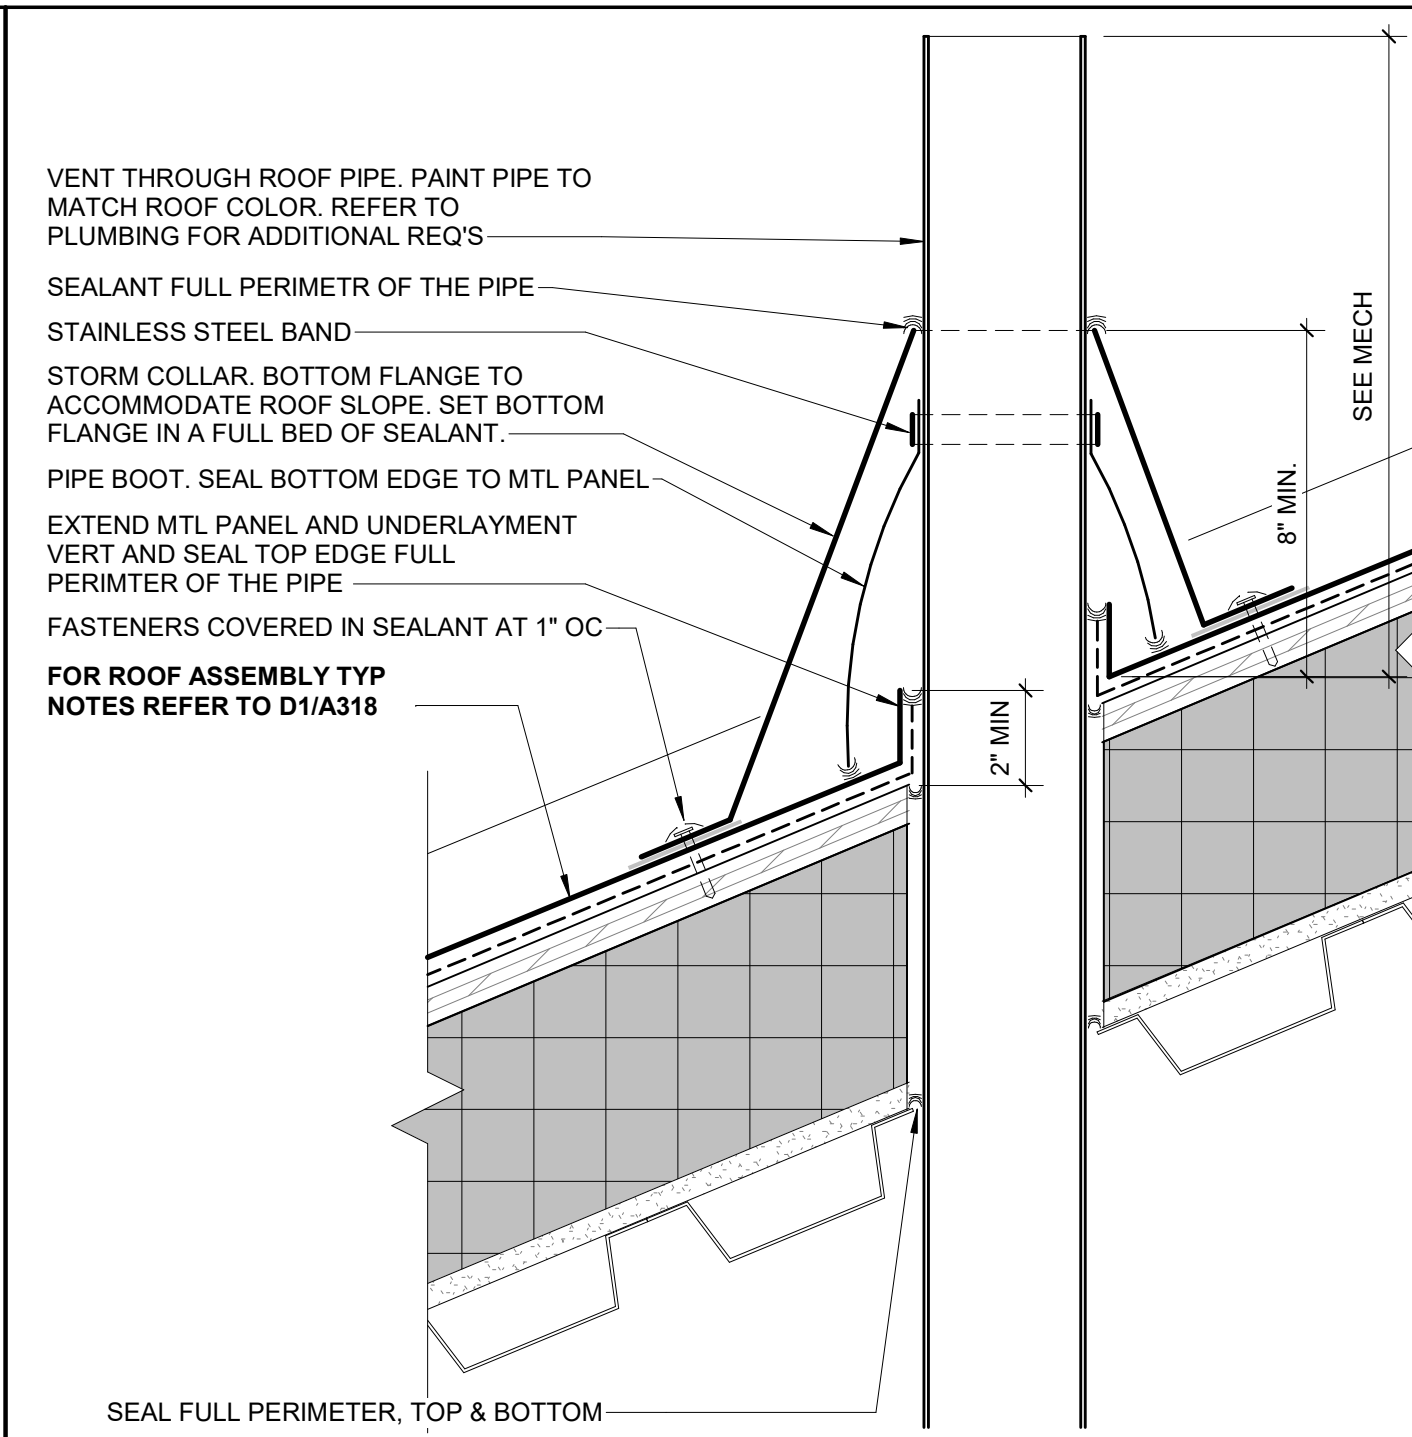 VENT THROUGH ROOF PIPE. PAINT PIPE TO
MATCH ROOF COLOR. REFER TO
PLUMBING FOR ADDITIONAL REQ'S
SEALANT FULL PERIMETR OF THE PIPE
STAINLESS STEEL BAND
STORM COLLAR. BOTTOM FLANGE TO
ACCOMMODATE ROOF SLOPE. SET BOTTOM
FLANGE IN A FULL BED OF SEALANT.
PIPE BOOT. SEAL BOTTOM EDGE TO MTL PANEL
EXTEND MTL PANEL AND UNDERLAYMENT
VERT AND SEAL TOP EDGE FULL
PERIMTER OF THE PIPE
FASTENERS COVERED IN SEALANT AT 1" OC
FOR ROOF ASSEMBLY TYP
NOTES REFER TO D1/A318
SEAL FULL PERIMETER, TOP & BOTTOM
2" MIN
8" MIN.
SEE MECH